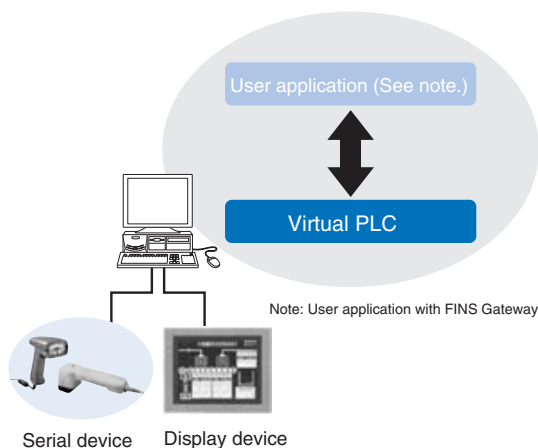 User application (See note.)
Virtual PLC
Note: User application with FINS Gateway
Serial device
Display device